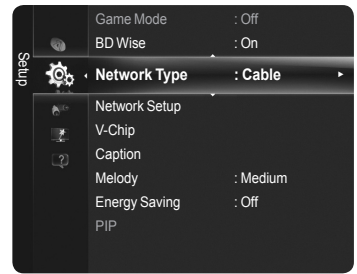 Setup
Game Mode : Off
BD Wise : On
Network Type : Cable
Network Setup
V-Chip
Caption
Melody : Medium
Energy Saving : Off
PIP